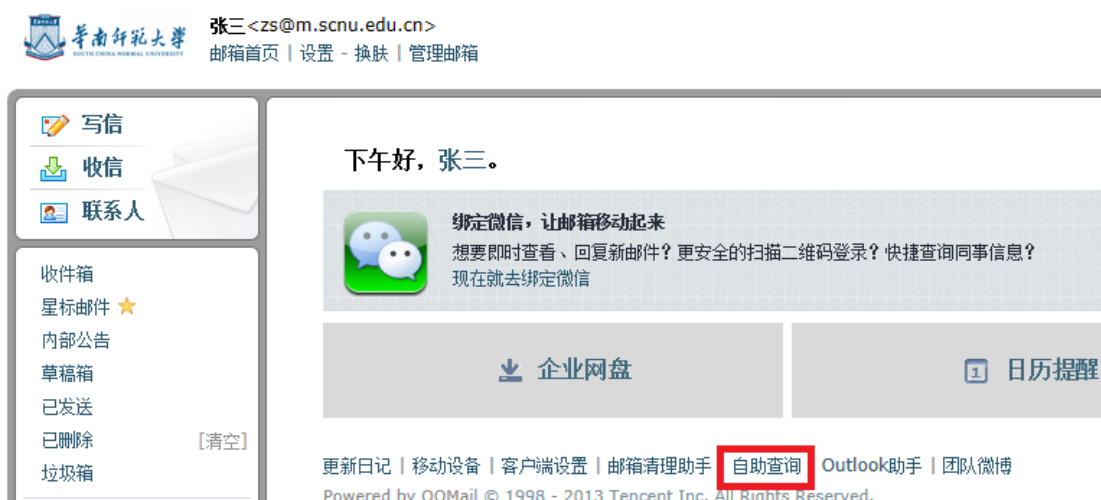 華南師範大學
SOUTH CHINA NORMAL UNIVERSITY
张三<zs@m.scnu.edu.cn>
邮箱首页 | 设置 - 换肤 | 管理邮箱
写信
收信
联系人
收件箱
星标邮件
内部公告
草稿箱
已发送
已删除 [清空]
垃圾箱
下午好，张三。
绑定微信，让邮箱移动起来
想要即时查看、回复新邮件？更安全的扫描二维码登录？快捷查询同事信息？
现在就去绑定微信
企业网盘
1 日历提醒
更新日记 | 移动设备 | 客户端设置 | 邮箱清理助手 自助查询 Outlook助手 | 团队微博
Powered by QQMail © 1998 - 2013 Tencent Inc. All Rights Reserved.